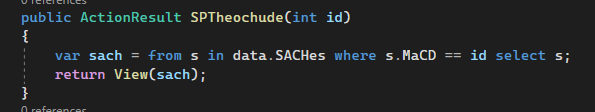 0 references
public ActionResult SPTheochude(int id)
{
var sach = from s in data.SACHes where s.MaCD == id select s;
return View(sach);
}
0 references